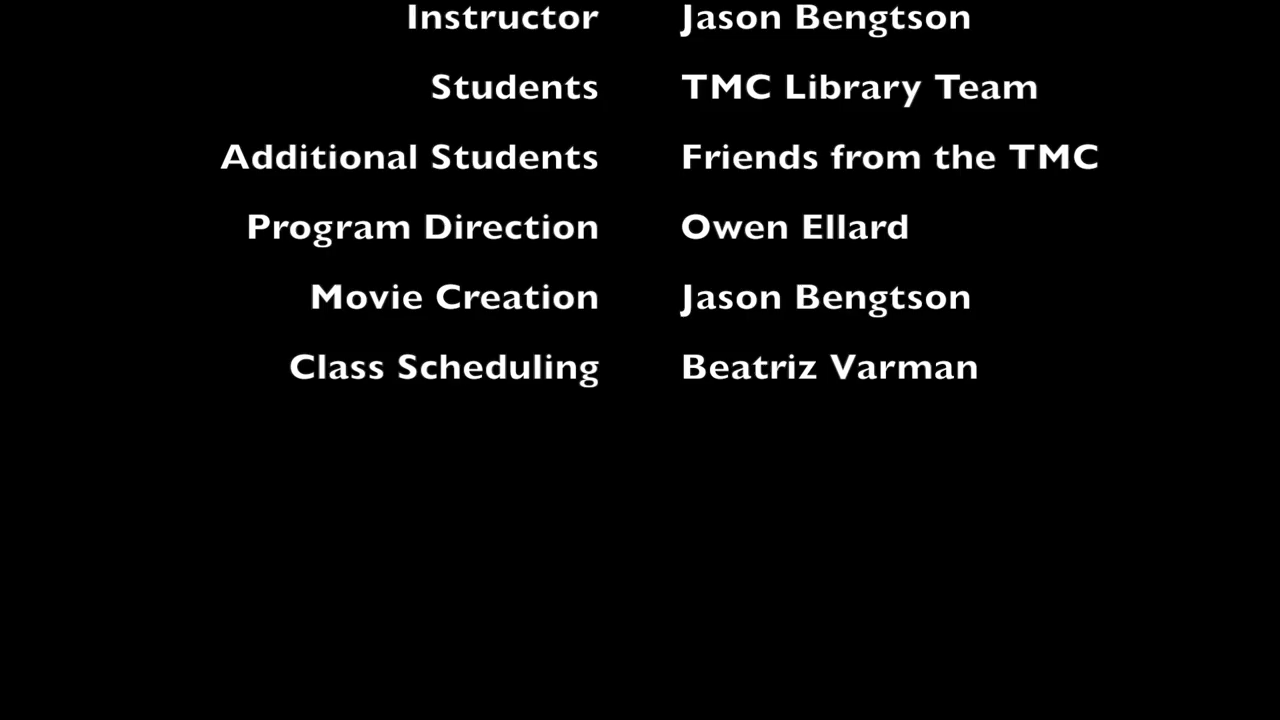 Instructor Jason Bengtson
Students TMC Library Team
Additional Students Friends from the TMC
Program Direction Owen Ellard
Movie Creation Jason Bengtson
Class Scheduling Beatriz Varman